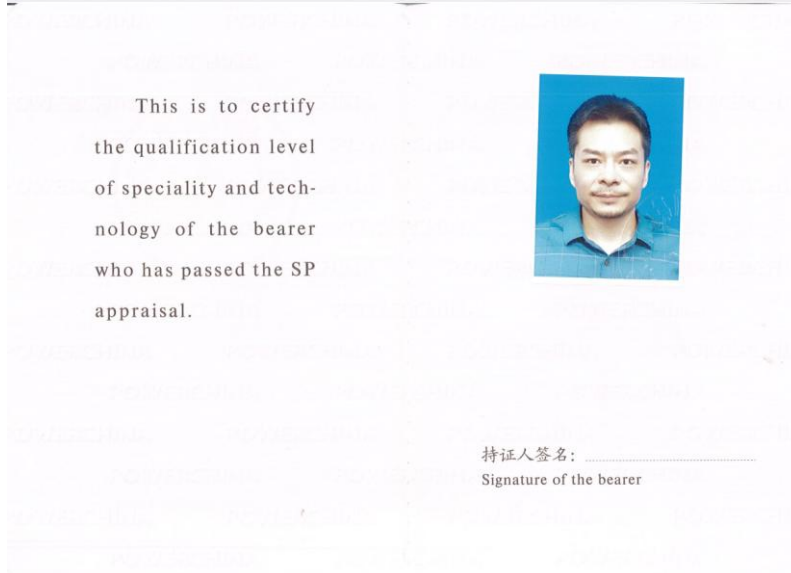 This is to certify
the qualification level
of speciality and tech-
nology of the bearer
who has passed the SP
appraisal.
持证人签名：
Signature of the bearer